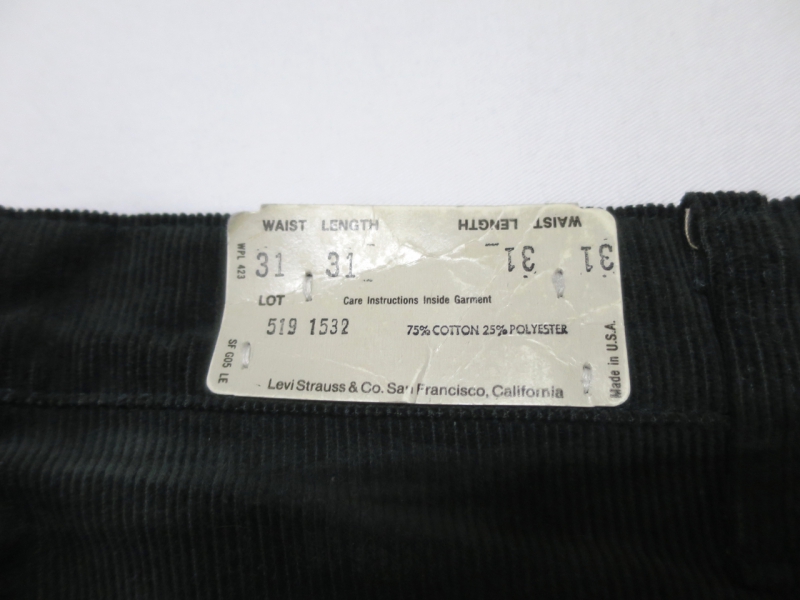 WAIST LENGTH WAIST LENGTH
WPL 423 31 31 31 31
LOT Care Instructions Inside Garment
519 1532 75% COTTON 25% POLYESTER
SF G05 LE
Levi Strauss & Co. San Francisco, California
Made in U.S.A.